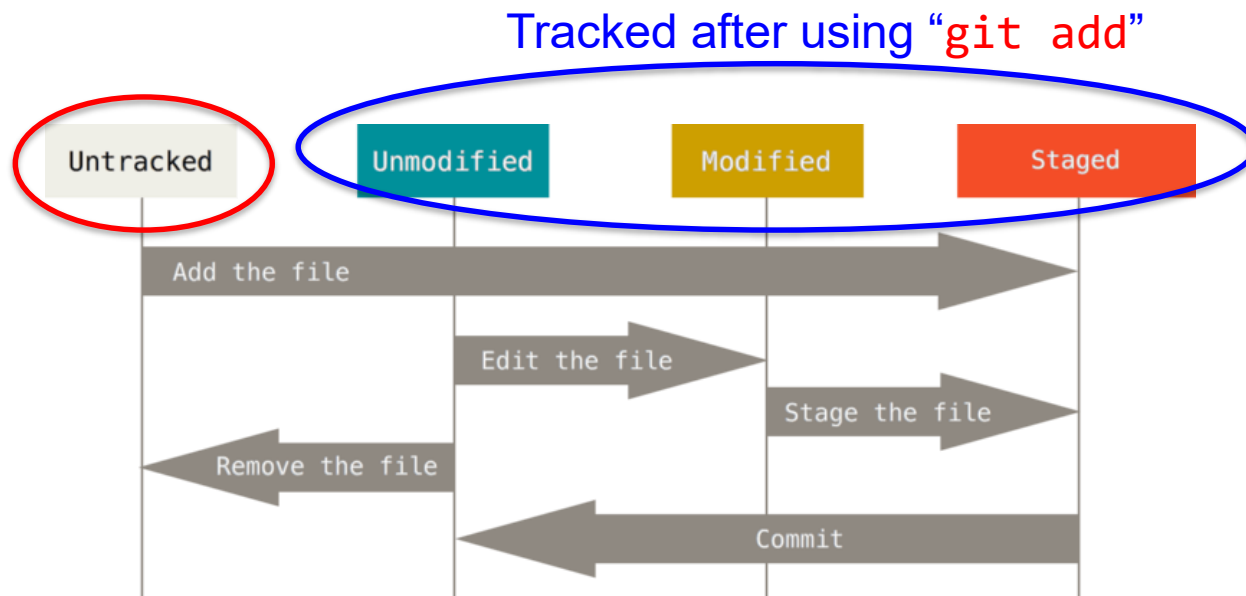 Tracked after using “git add”
Untracked
Unmodified
Modified
Staged
Add the file
Edit the file
Stage the file
Remove the file
Commit